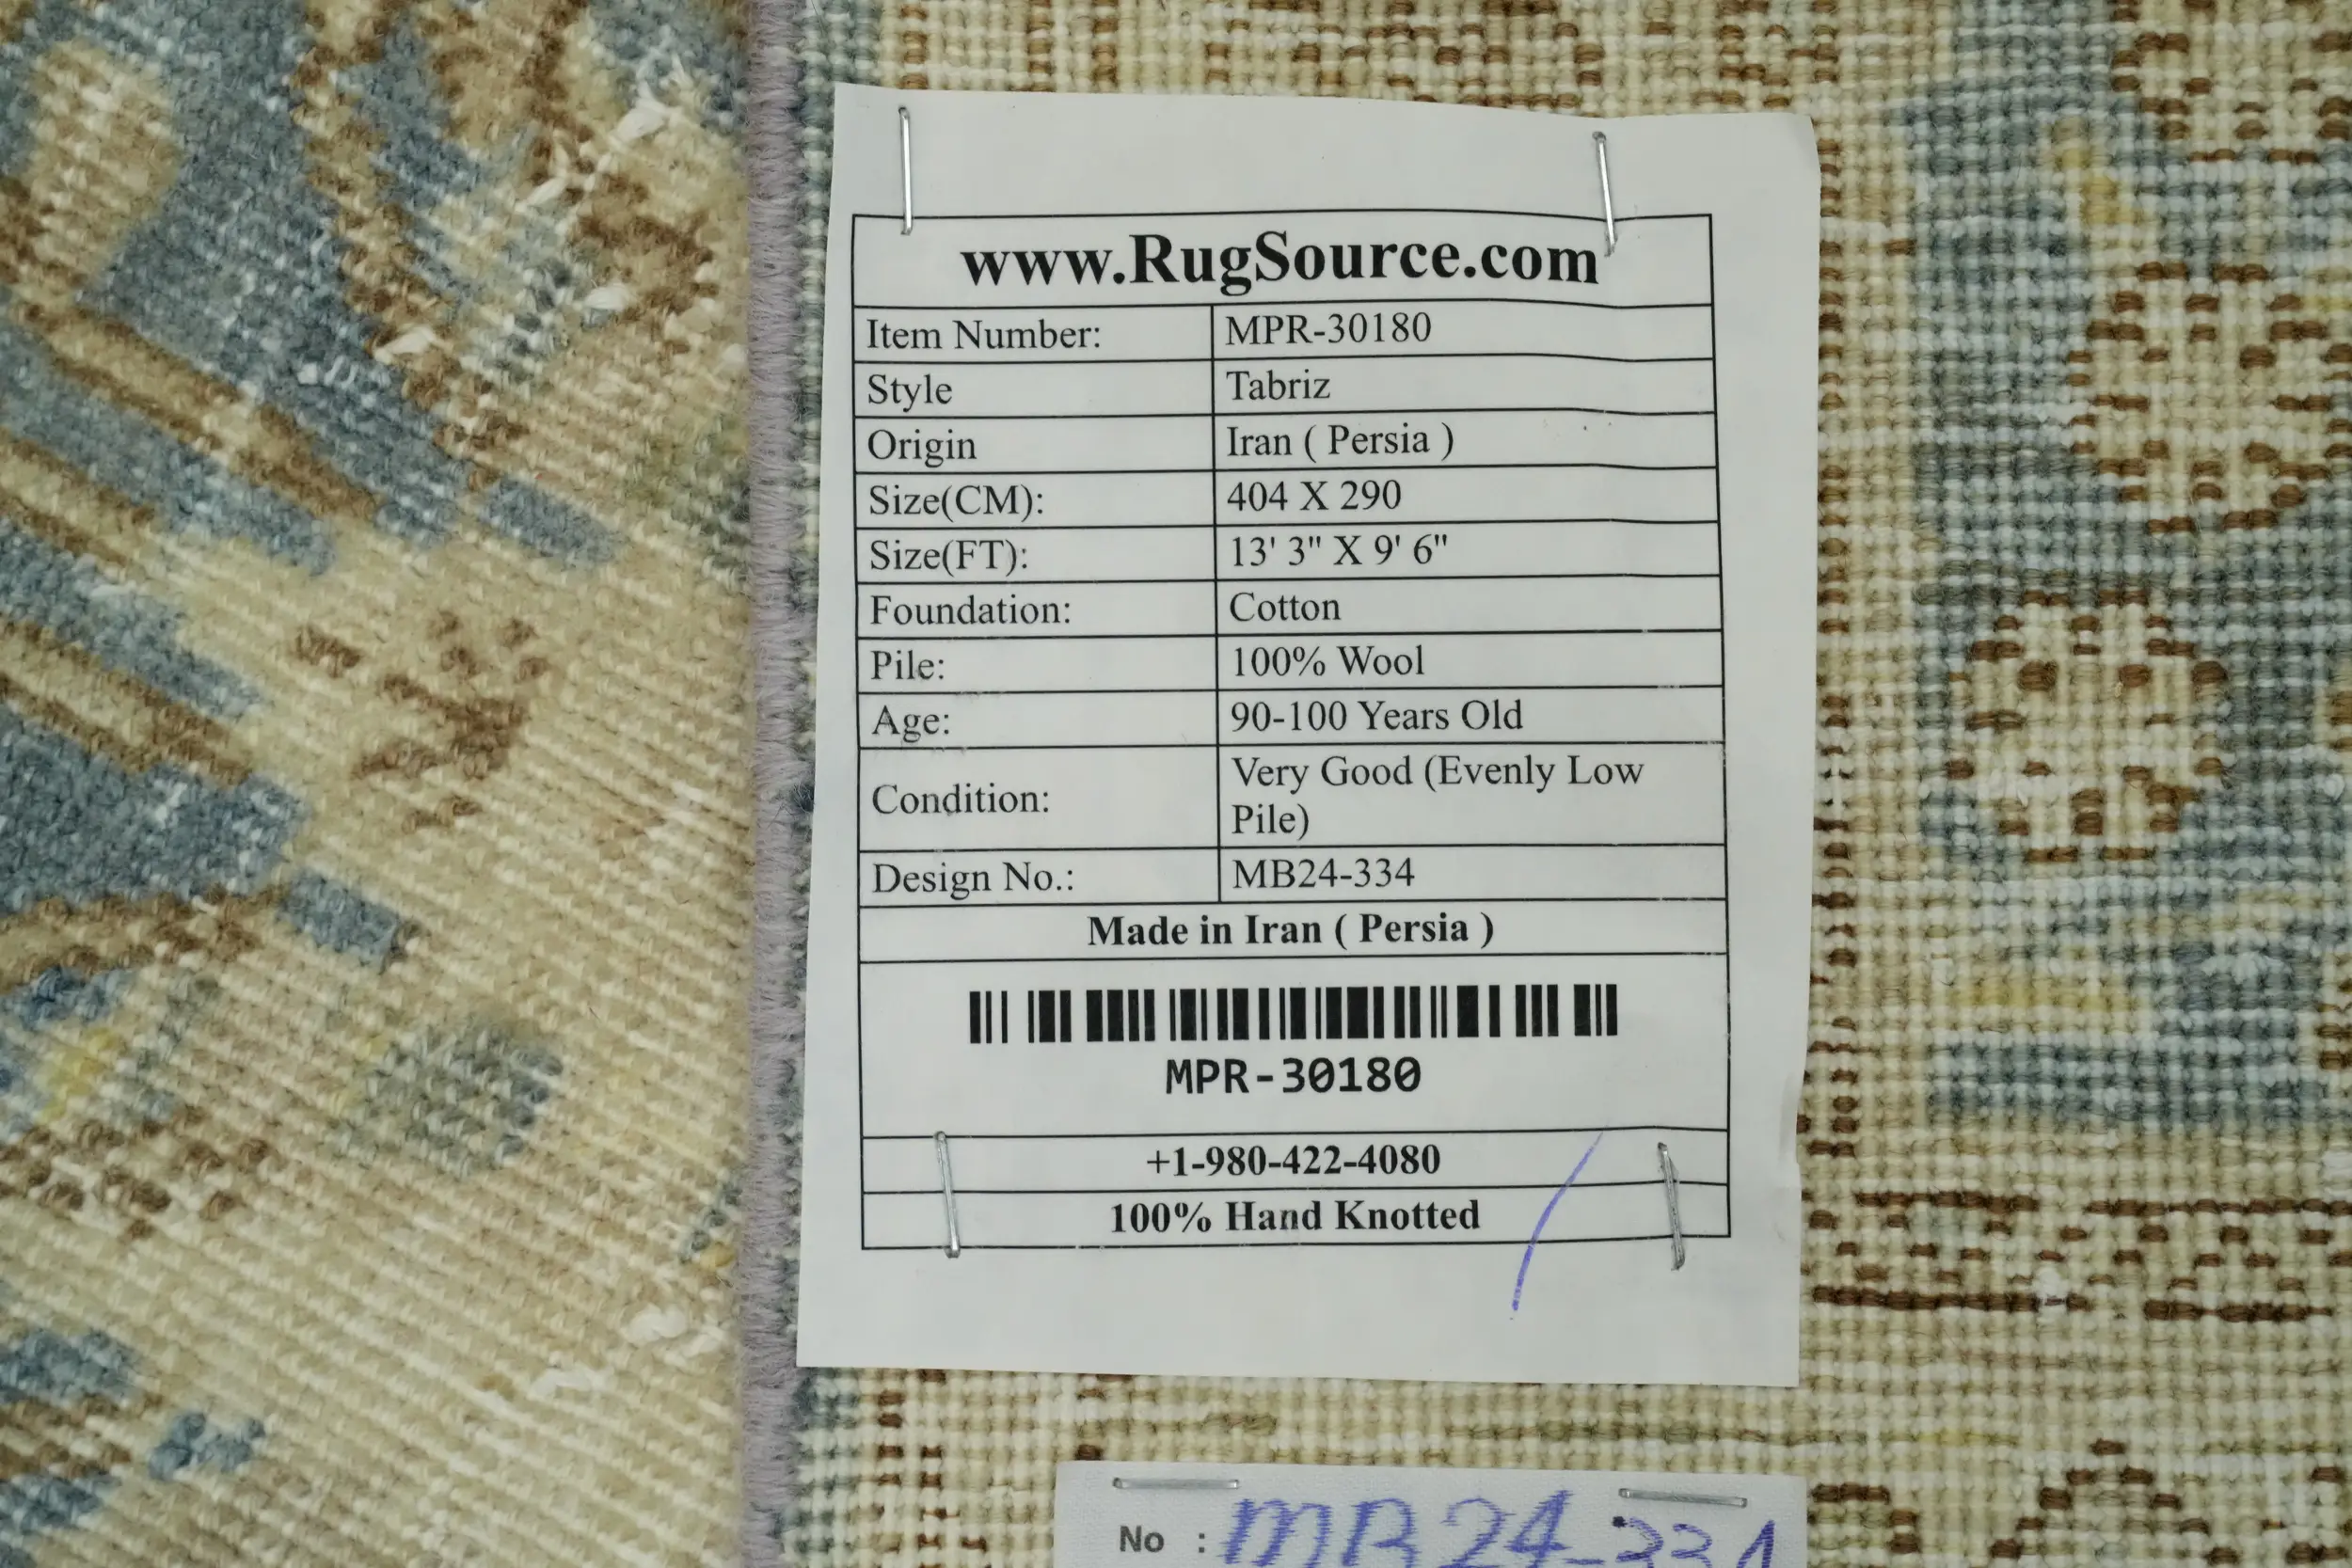 www.RugSource.com
Item Number: MPR-30180
Style Tabriz
Origin Iran ( Persia )
Size(CM): 404 X 290
Size(FT): 13' 3" X 9' 6"
Foundation: Cotton
Pile: 100% Wool
Age: 90-100 Years Old
Condition: Very Good (Evenly Low
Pile)
Design No.: MB24-334
Made in Iran ( Persia )
MPR-30180
+1-980-422-4080
100% Hand Knotted
No : MB24-334